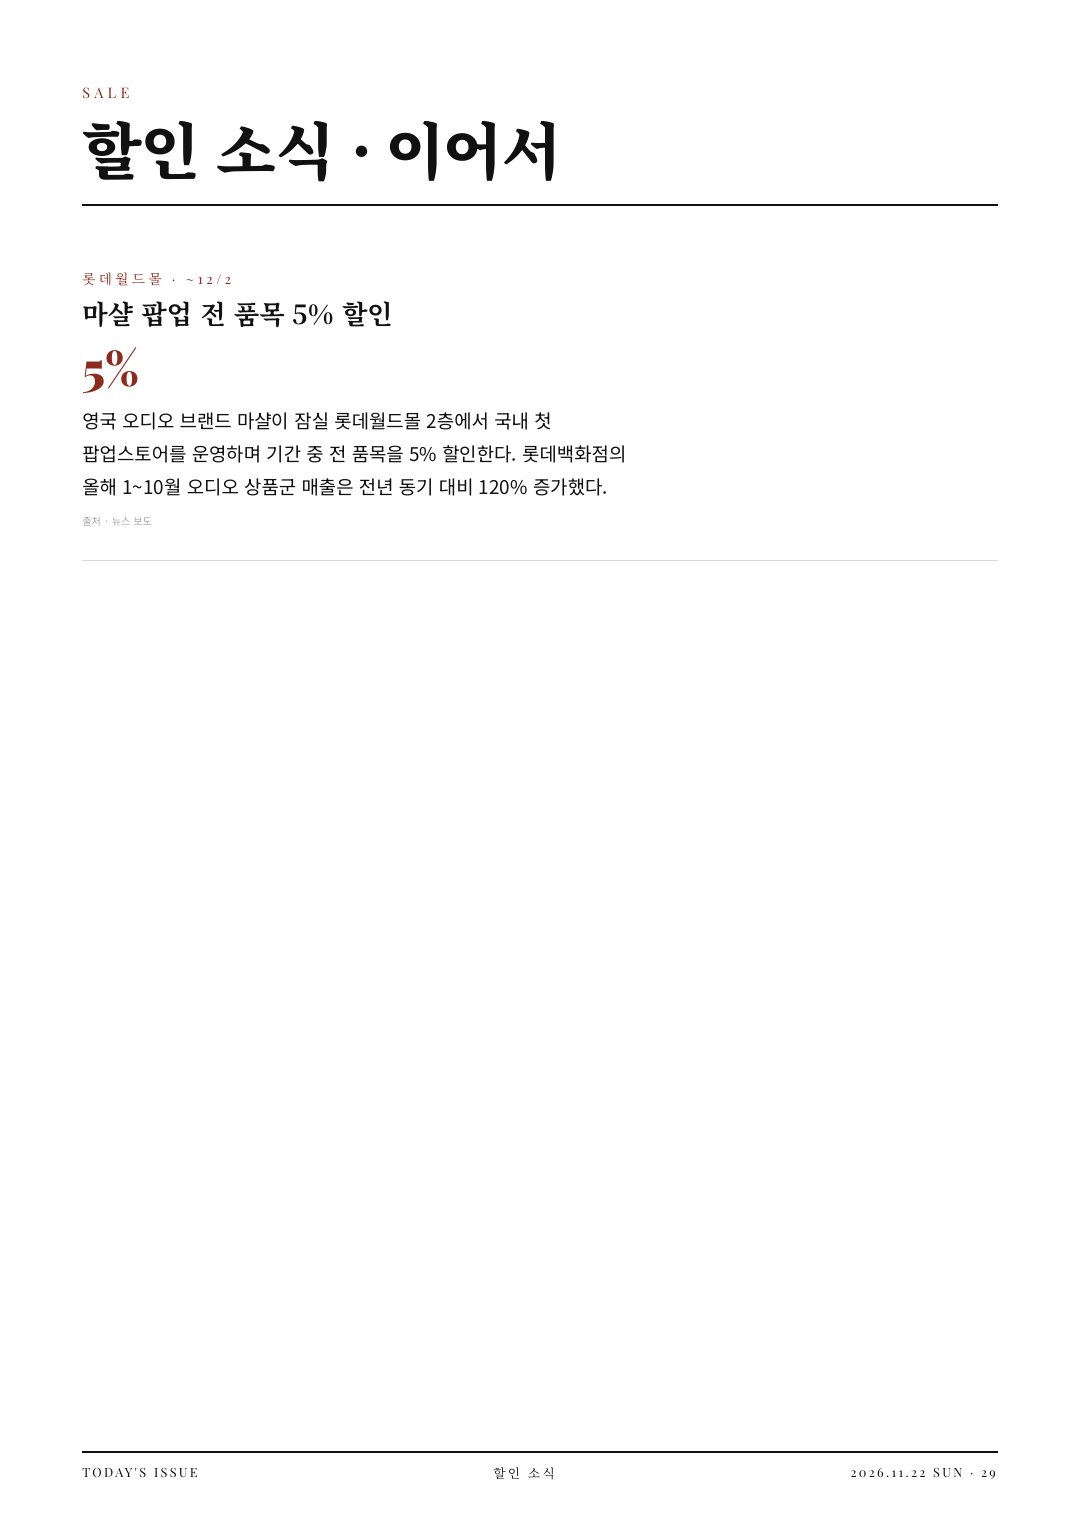 SALE
할인 소식 · 이어서
롯데월드몰 · ~12/2
마샬 팝업 전 품목 5% 할인
5%
영국 오디오 브랜드 마샬이 잠실 롯데월드몰 2층에서 국내 첫
팝업스토어를 운영하며 기간 중 전 품목을 5% 할인한다. 롯데백화점의
올해 1~10월 오디오 상품군 매출은 전년 동기 대비 120% 증가했다.
출처 · 뉴스 보도
TODAY'S ISSUE
할인 소식
2026.11.22 SUN · 29